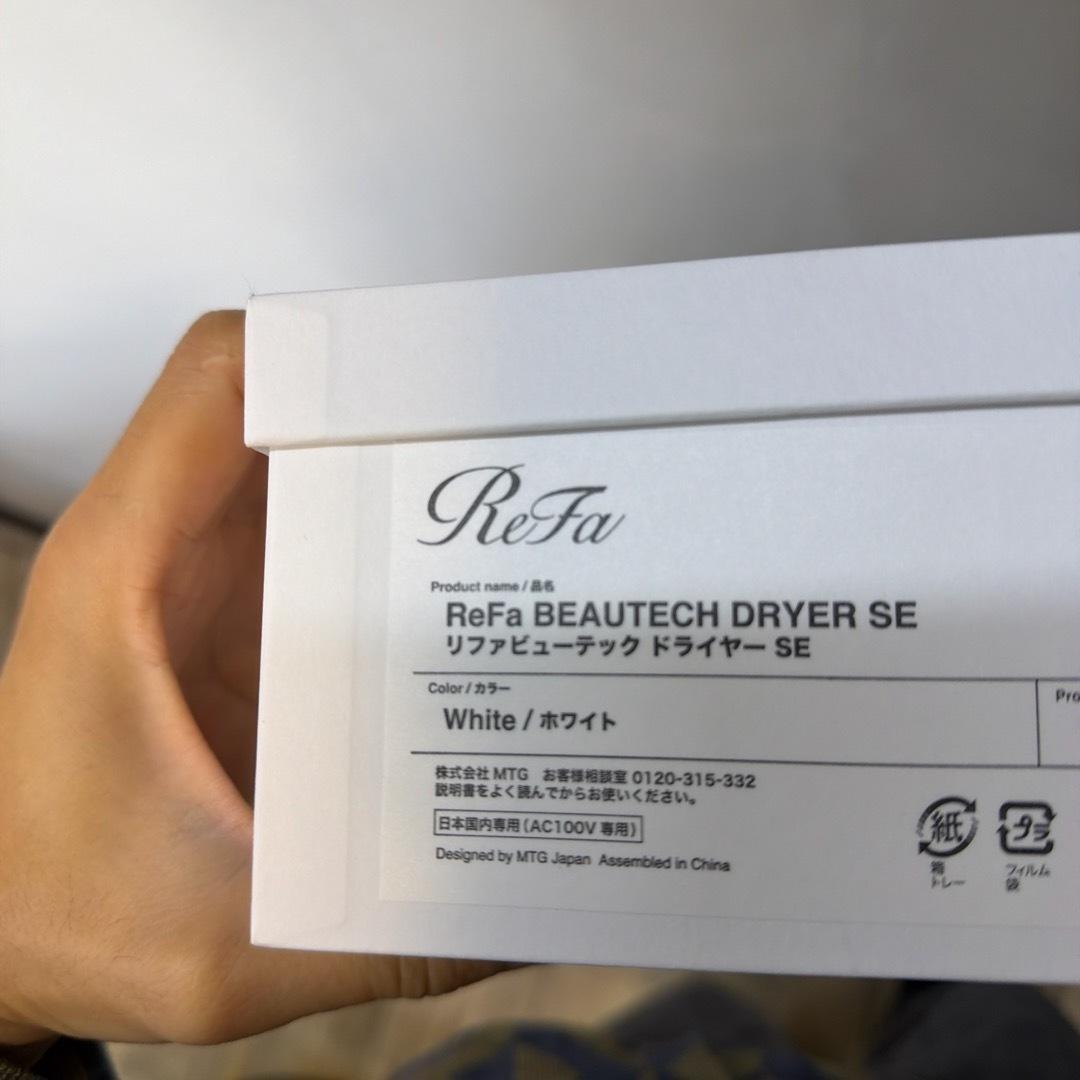 ReFa
Product name / 品名
ReFa BEAUTECH DRYER SE
リファビューテック ドライヤー SE
Color / カラー
White / ホワイト
Pro
株式会社 MTG お客様相談室 0120-315-332
説明書をよく読んでからお使いください。
日本国内専用(AC100V 専用)
Designed by MTG Japan Assembled in China
紙
箱
トレー
プラ
フィルム
袋